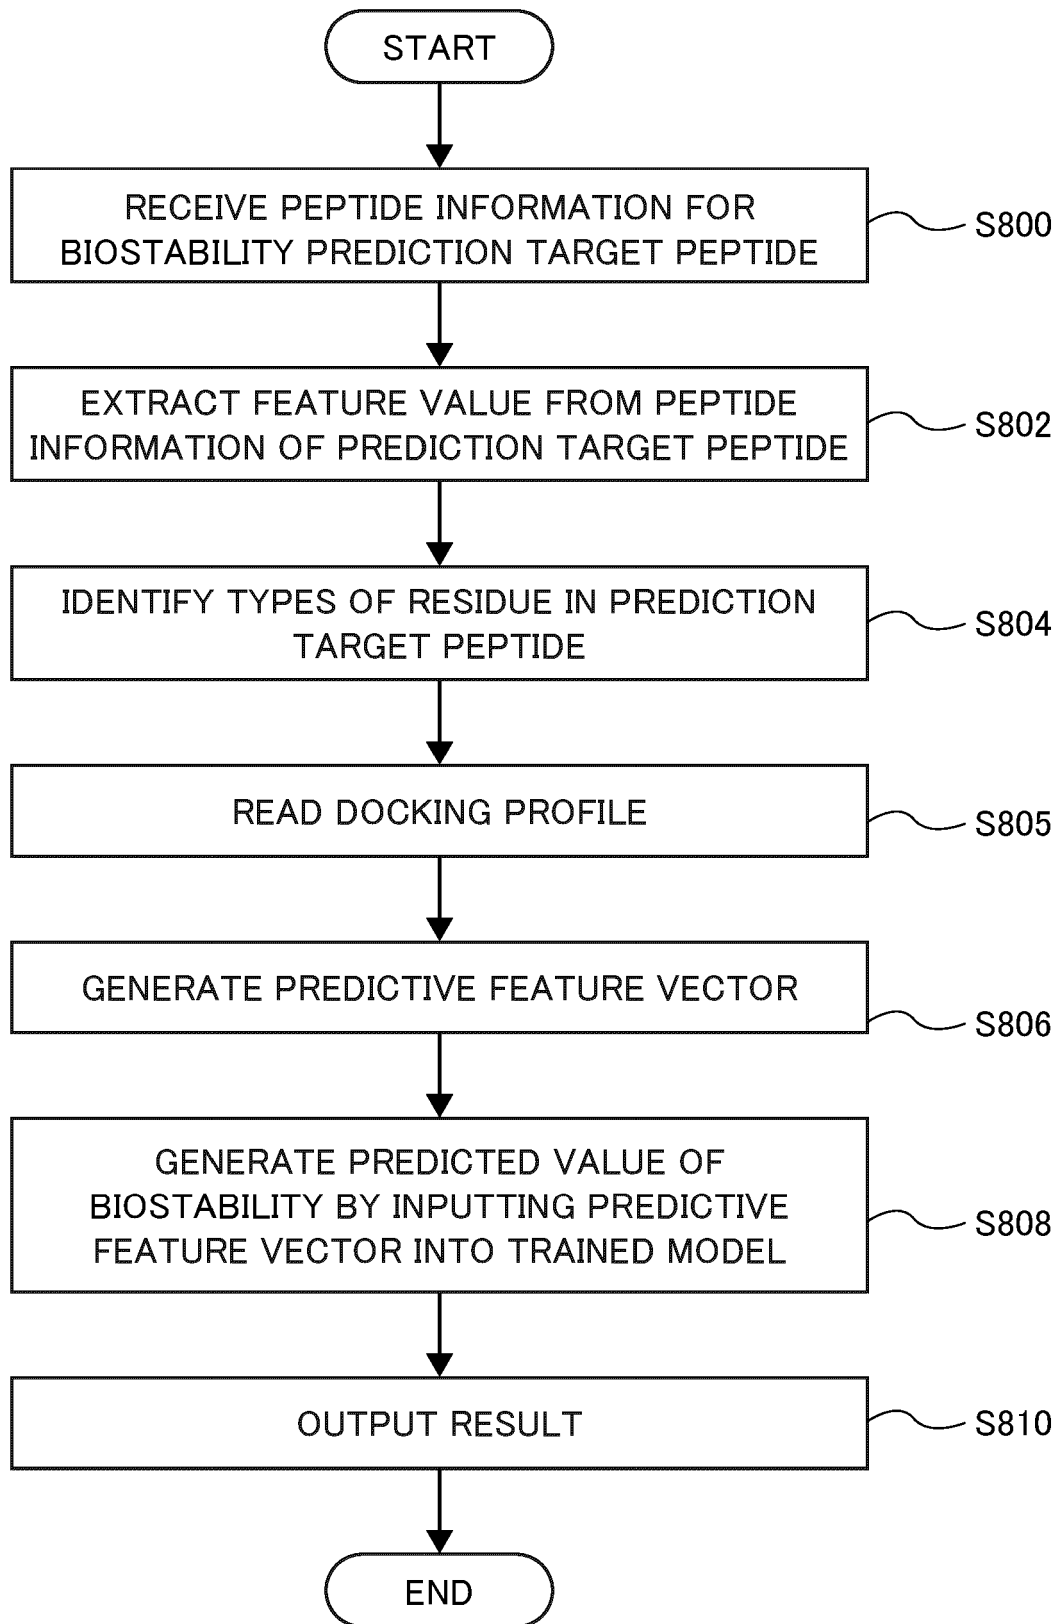 START
RECEIVE PEPTIDE INFORMATION FOR
BIOSTABILITY PREDICTION TARGET PEPTIDE
S800
EXTRACT FEATURE VALUE FROM PEPTIDE
INFORMATION OF PREDICTION TARGET PEPTIDE
S802
IDENTIFY TYPES OF RESIDUE IN PREDICTION
TARGET PEPTIDE
S804
READ DOCKING PROFILE
S805
GENERATE PREDICTIVE FEATURE VECTOR
S806
GENERATE PREDICTED VALUE OF
BIOSTABILITY BY INPUTTING PREDICTIVE
FEATURE VECTOR INTO TRAINED MODEL
S808
OUTPUT RESULT
S810
END